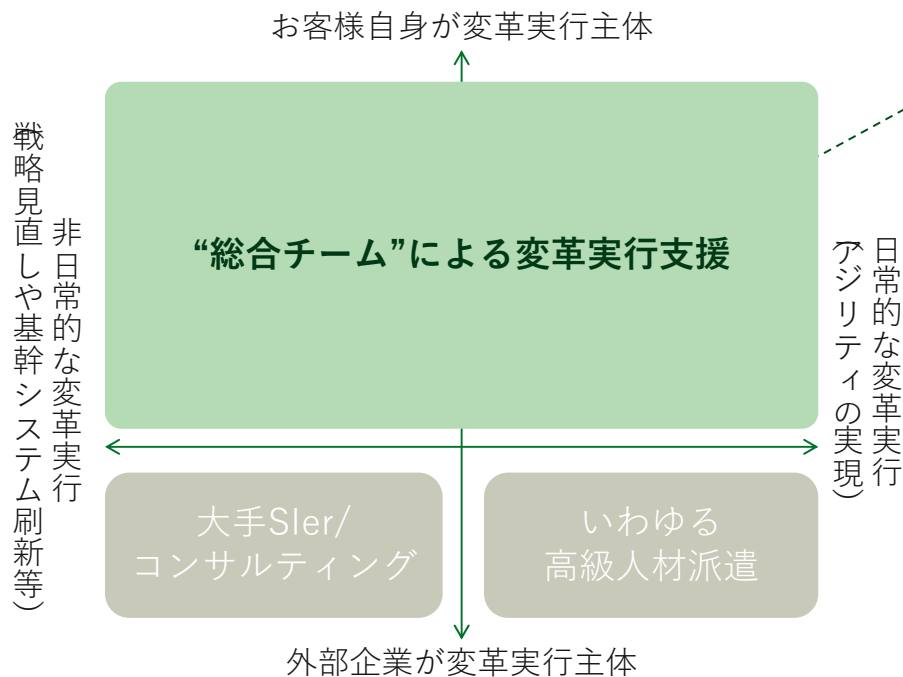 お客様自身が変革実行主体
非日常的な変革実行
（戦略見直しや基幹システム刷新等）
“総合チーム”による変革実行支援
日常的な変革実行
（アジリティの実現）
大手SIer/
コンサルティング
いわゆる
高級人材派遣
外部企業が変革実行主体